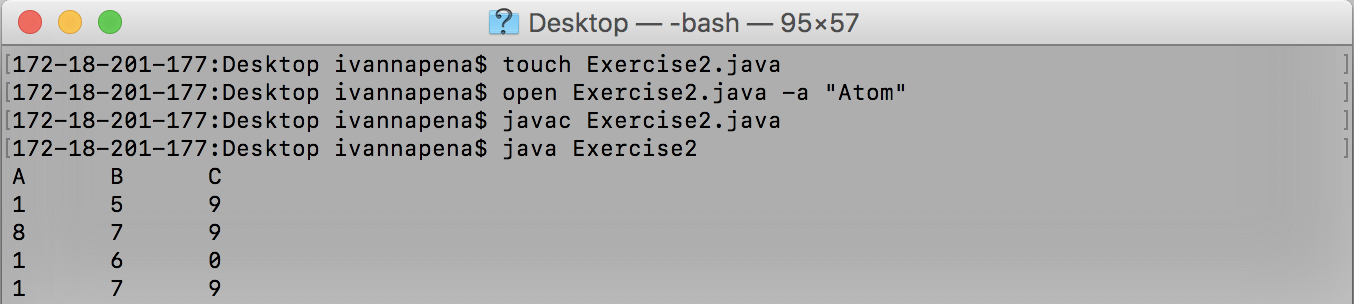 Desktop — -bash — 95×57
[172-18-201-177:Desktop ivannapena$ touch Exercise2.java ]
[172-18-201-177:Desktop ivannapena$ open Exercise2.java -a "Atom" ]
[172-18-201-177:Desktop ivannapena$ javac Exercise2.java ]
[172-18-201-177:Desktop ivannapena$ java Exercise2 ]
A B C
1 5 9
8 7 9
1 6 0
1 7 9